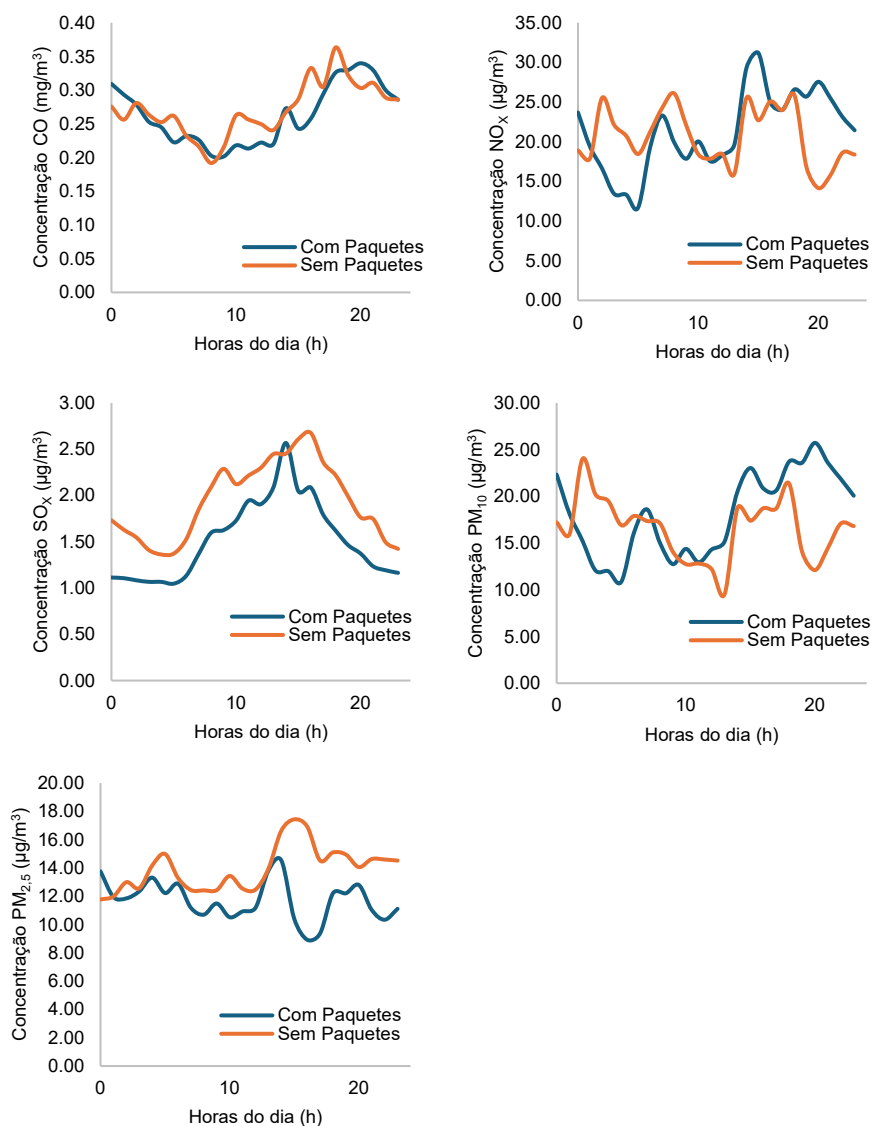 Concentração CO (mg/m³)
0.40
0.35
0.30
0.25
0.20
0.15
0.10
0.05
0.00
0
10
20
Horas do dia (h)
Com Paquetes
Sem Paquetes
Concentração NOX (µg/m³)
35.00
30.00
25.00
20.00
15.00
10.00
5.00
0.00
0
10
20
Horas do dia (h)
Com Paquetes
Sem Paquetes
Concentração SOX (µg/m³)
3.00
2.50
2.00
1.50
1.00
0.50
0.00
0
10
20
Horas do dia (h)
Com Paquetes
Sem Paquetes
Concentração PM10 (µg/m³)
30.00
25.00
20.00
15.00
10.00
5.00
0.00
0
10
20
Horas do dia (h)
Com Paquetes
Sem Paquetes
Concentração PM2,5 (µg/m³)
20.00
18.00
16.00
14.00
12.00
10.00
8.00
6.00
4.00
2.00
0.00
0
10
20
Horas do dia (h)
Com Paquetes
Sem Paquetes